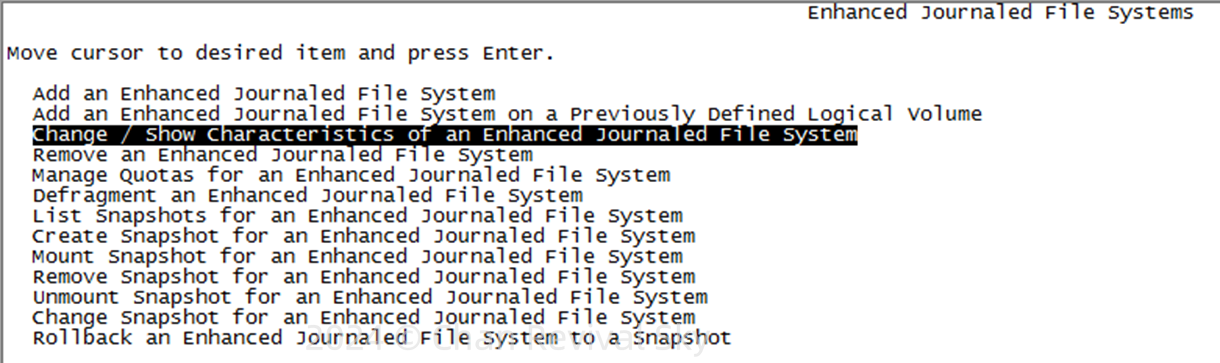 Enhanced Journaled File Systems
Move cursor to desired item and press Enter.
Add an Enhanced Journaled File System
Add an Enhanced Journaled File System on a Previously Defined Logical Volume
Change / Show Characteristics of an Enhanced Journaled File System
Remove an Enhanced Journaled File System
Manage Quotas for an Enhanced Journaled File System
Defragment an Enhanced Journaled File System
List Snapshots for an Enhanced Journaled File System
Create Snapshot for an Enhanced Journaled File System
Mount Snapshot for an Enhanced Journaled File System
Remove Snapshot for an Enhanced Journaled File System
Unmount Snapshot for an Enhanced Journaled File System
Change Snapshot for an Enhanced Journaled File System
Rollback an Enhanced Journaled File System to a Snapshot
2024 © Chan Revival Sky